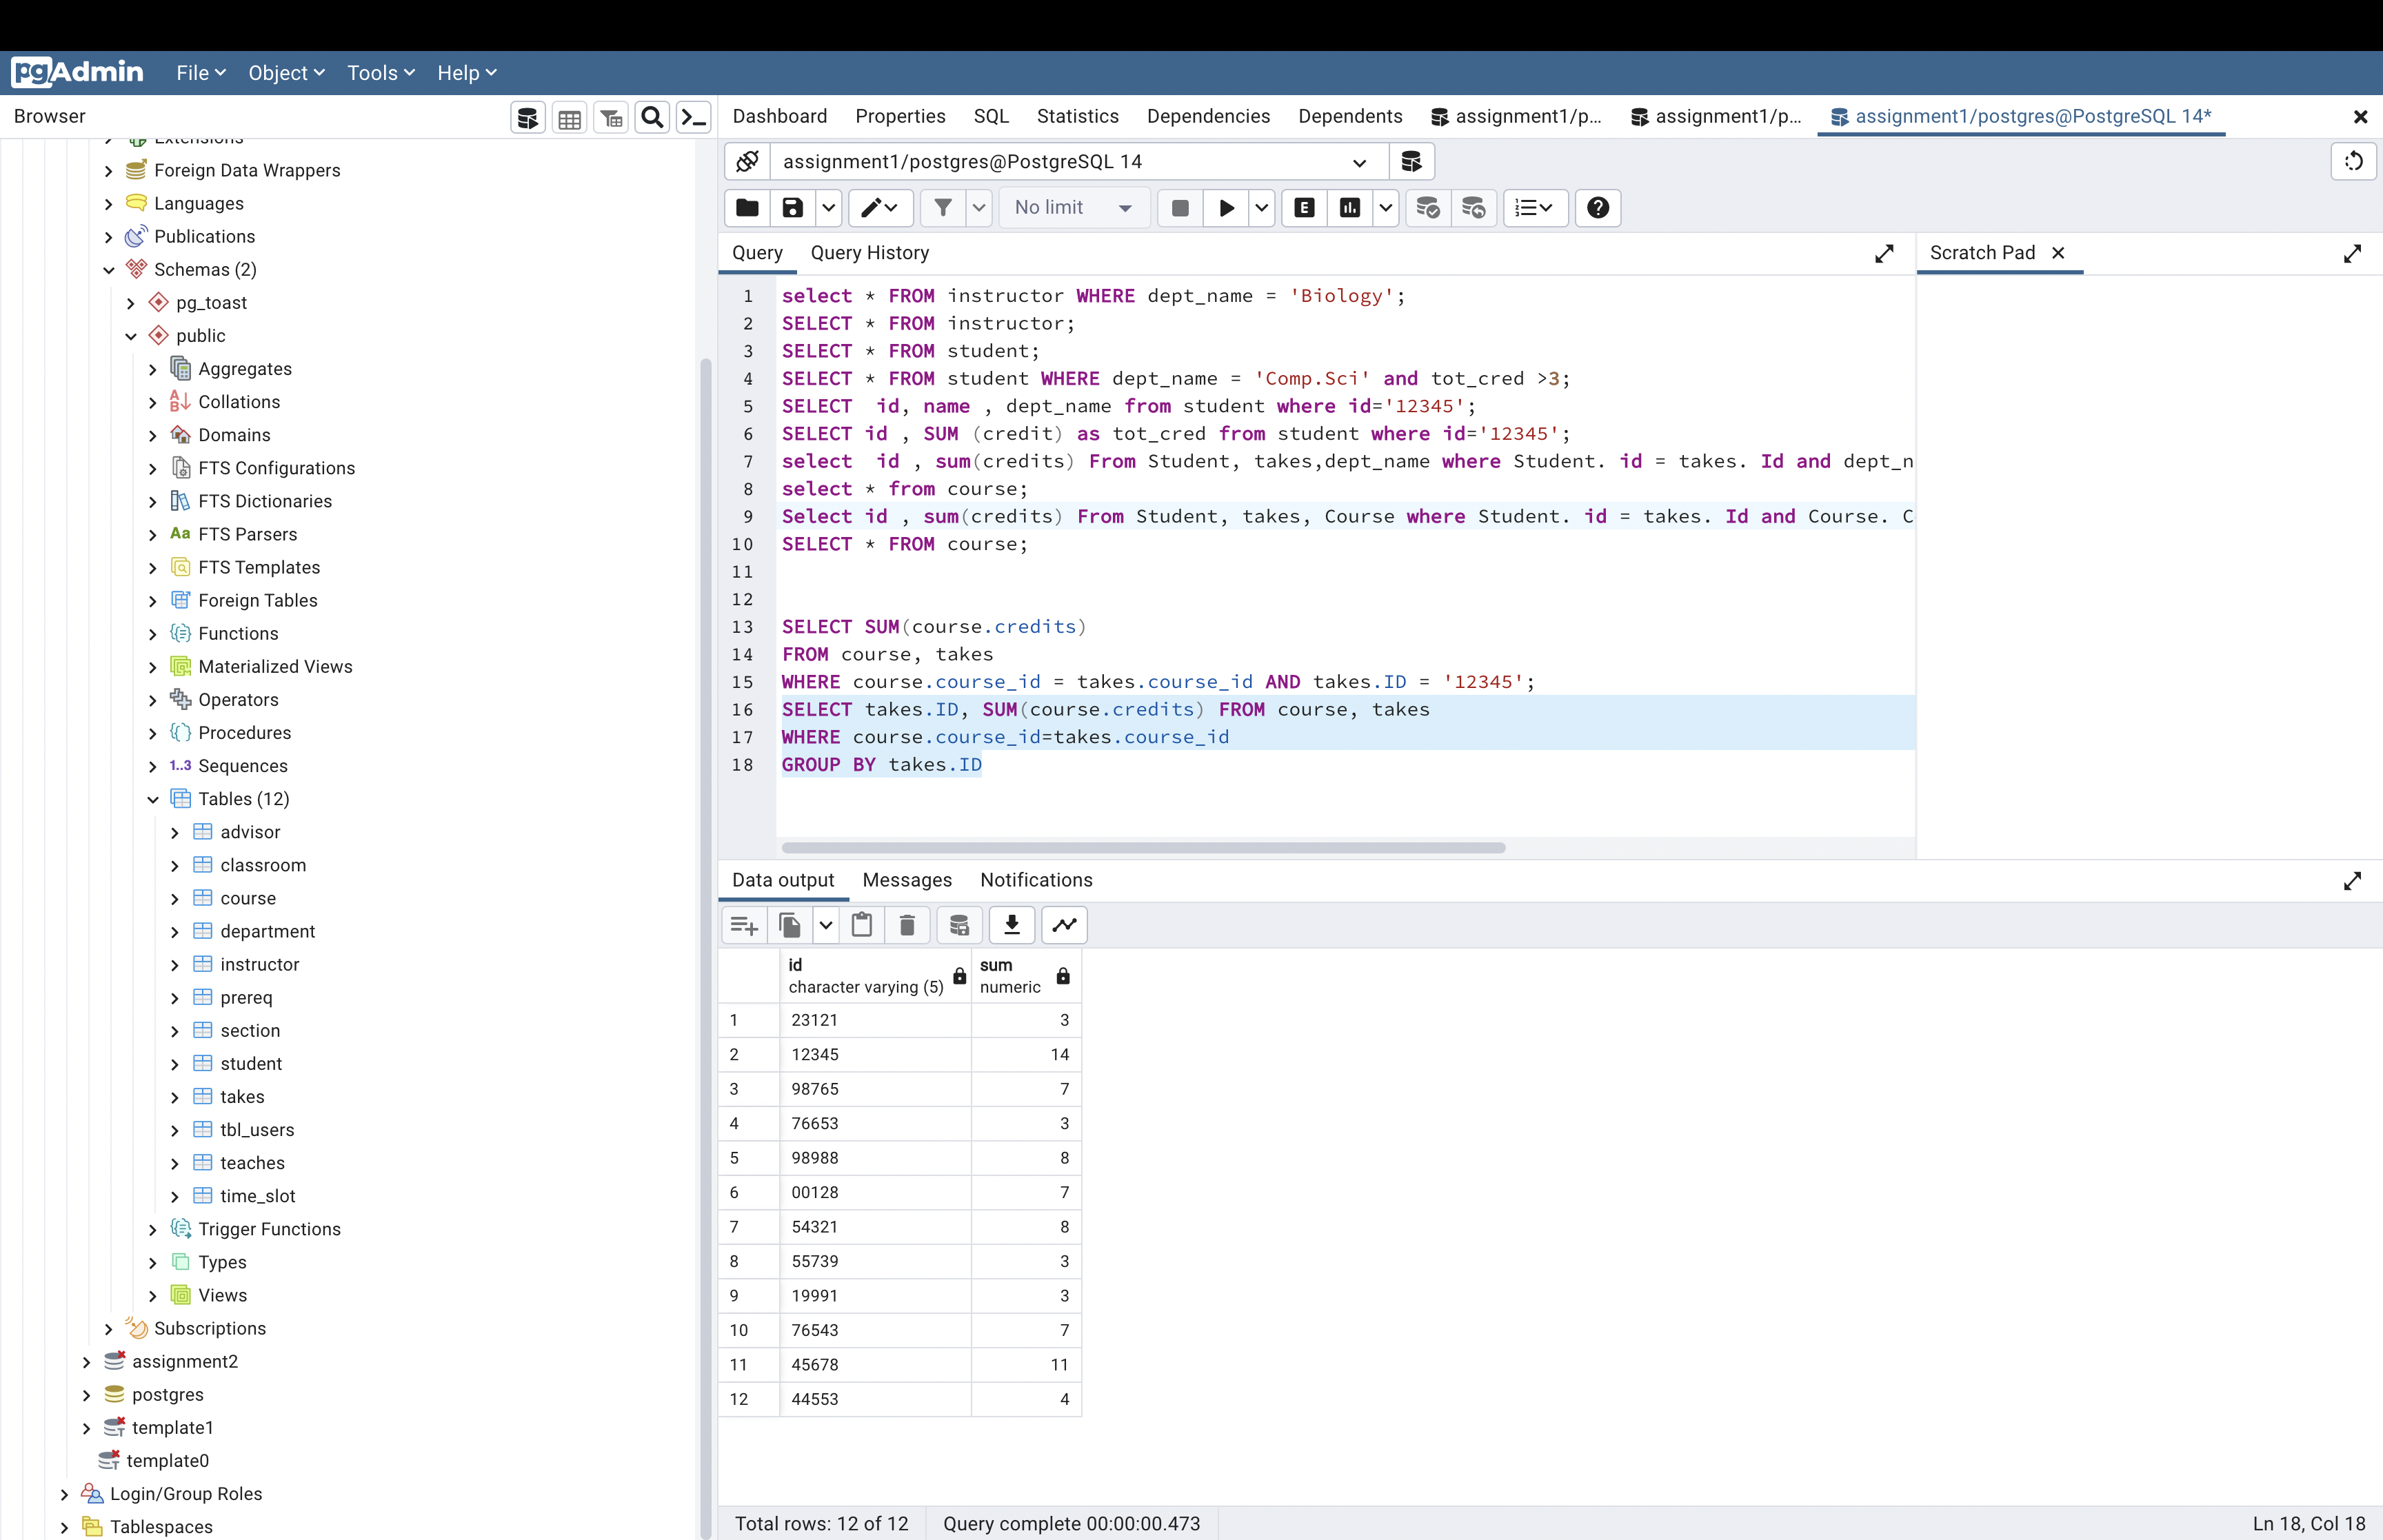 pgAdmin File Object Tools Help
Browser
Dashboard Properties SQL Statistics Dependencies Dependents assignment1/p... assignment1/p... assignment1/postgres@PostgreSQL 14*
Extensions
Foreign Data Wrappers
Languages
Publications
Schemas (2)
pg_toast
public
Aggregates
Collations
Domains
FTS Configurations
FTS Dictionaries
Aa FTS Parsers
FTS Templates
Foreign Tables
Functions
Materialized Views
Operators
Procedures
1..3 Sequences
Tables (12)
advisor
classroom
course
department
instructor
prereq
section
student
takes
tbl_users
teaches
time_slot
Trigger Functions
Types
Views
Subscriptions
assignment2
postgres
template1
template0
Login/Group Roles
Tablespaces
assignment1/postgres@PostgreSQL 14
No limit E
Query Query History
Scratch Pad
1 select * FROM instructor WHERE dept_name = 'Biology';
2 SELECT * FROM instructor;
3 SELECT * FROM student;
4 SELECT * FROM student WHERE dept_name = 'Comp.Sci' and tot_cred >3;
5 SELECT  id, name , dept_name from student where id='12345';
6 SELECT id , SUM (credit) as tot_cred from student where id='12345';
7 select  id , sum(credits) From Student, takes,dept_name where Student. id = takes. Id and dept_n
8 select * from course;
9 Select id , sum(credits) From Student, takes, Course where Student. id = takes. Id and Course. C
10 SELECT * FROM course;
11
12
13 SELECT SUM(course.credits)
14 FROM course, takes
15 WHERE course.course_id = takes.course_id AND takes.ID = '12345';
16 SELECT takes.ID, SUM(course.credits) FROM course, takes
17 WHERE course.course_id=takes.course_id
18 GROUP BY takes.ID
Data output Messages Notifications
id sum
character varying (5) numeric
1 23121 3
2 12345 14
3 98765 7
4 76653 3
5 98988 8
6 00128 7
7 54321 8
8 55739 3
9 19991 3
10 76543 7
11 45678 11
12 44553 4
Total rows: 12 of 12 Query complete 00:00:00.473 Ln 18, Col 18